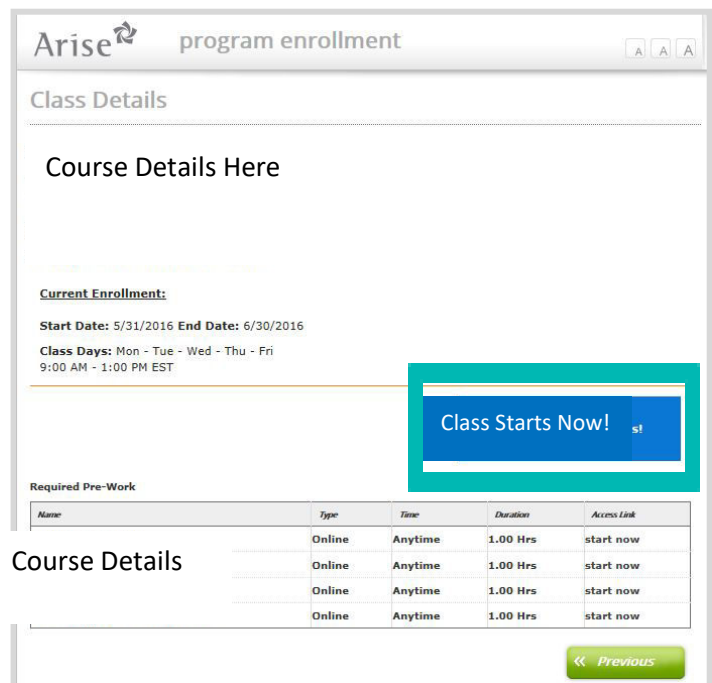 Arise program enrollment
A A A
Class Details
Course Details Here
Current Enrollment:
Start Date: 5/31/2016 End Date: 6/30/2016
Class Days: Mon - Tue - Wed - Thu - Fri
9:00 AM - 1:00 PM EST
Class Starts Now! s!
Required Pre-Work
Name Type Time Duration Access Link
Online Anytime 1.00 Hrs start now
Course Details
Online Anytime 1.00 Hrs start now
Online Anytime 1.00 Hrs start now
Online Anytime 1.00 Hrs start now
« Previous